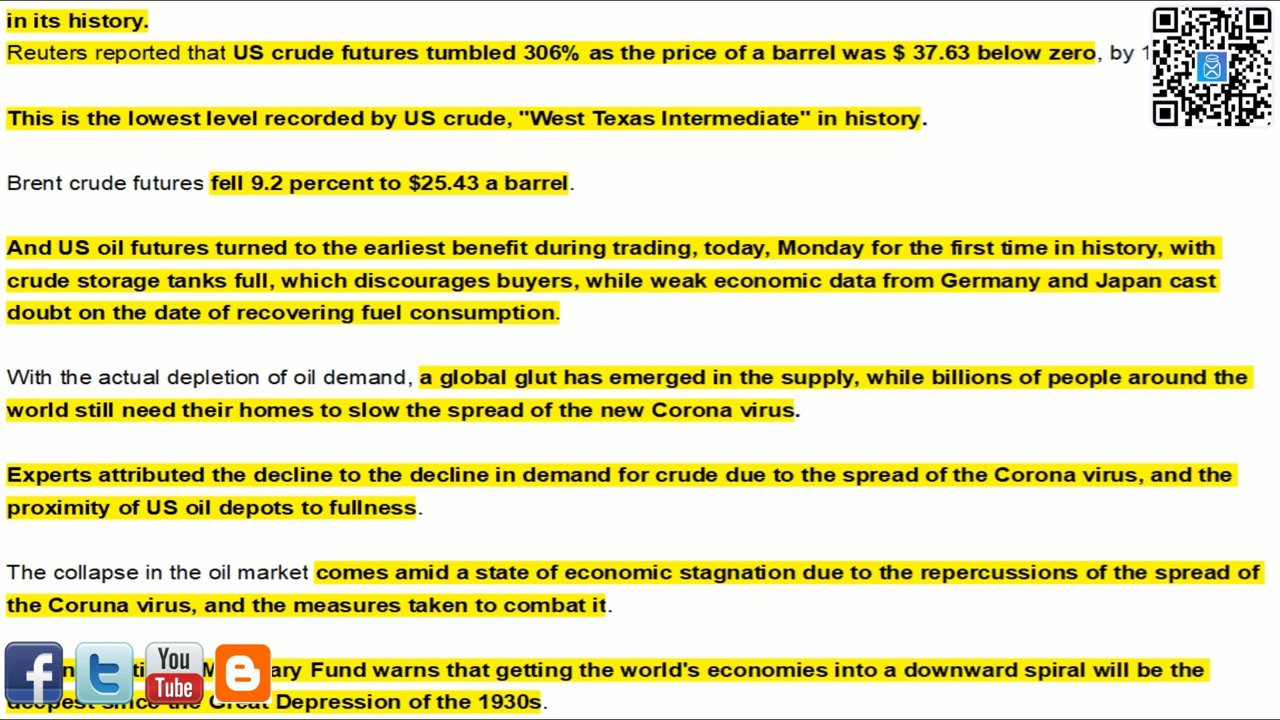 in its history.
Reuters reported that US crude futures tumbled 306% as the price of a barrel was $ 37.63 below zero, by 1
This is the lowest level recorded by US crude, "West Texas Intermediate" in history.
Brent crude futures fell 9.2 percent to $25.43 a barrel.
And US oil futures turned to the earliest benefit during trading, today, Monday for the first time in history, with
crude storage tanks full, which discourages buyers, while weak economic data from Germany and Japan cast
doubt on the date of recovering fuel consumption.
With the actual depletion of oil demand, a global glut has emerged in the supply, while billions of people around the
world still need their homes to slow the spread of the new Corona virus.
Experts attributed the decline to the decline in demand for crude due to the spread of the Corona virus, and the
proximity of US oil depots to fullness.
The collapse in the oil market comes amid a state of economic stagnation due to the repercussions of the spread of
the Coruna virus, and the measures taken to combat it.
Fund warns that getting the world's economies into a downward spiral will be the
Depression of the 1930s.
You
Tube